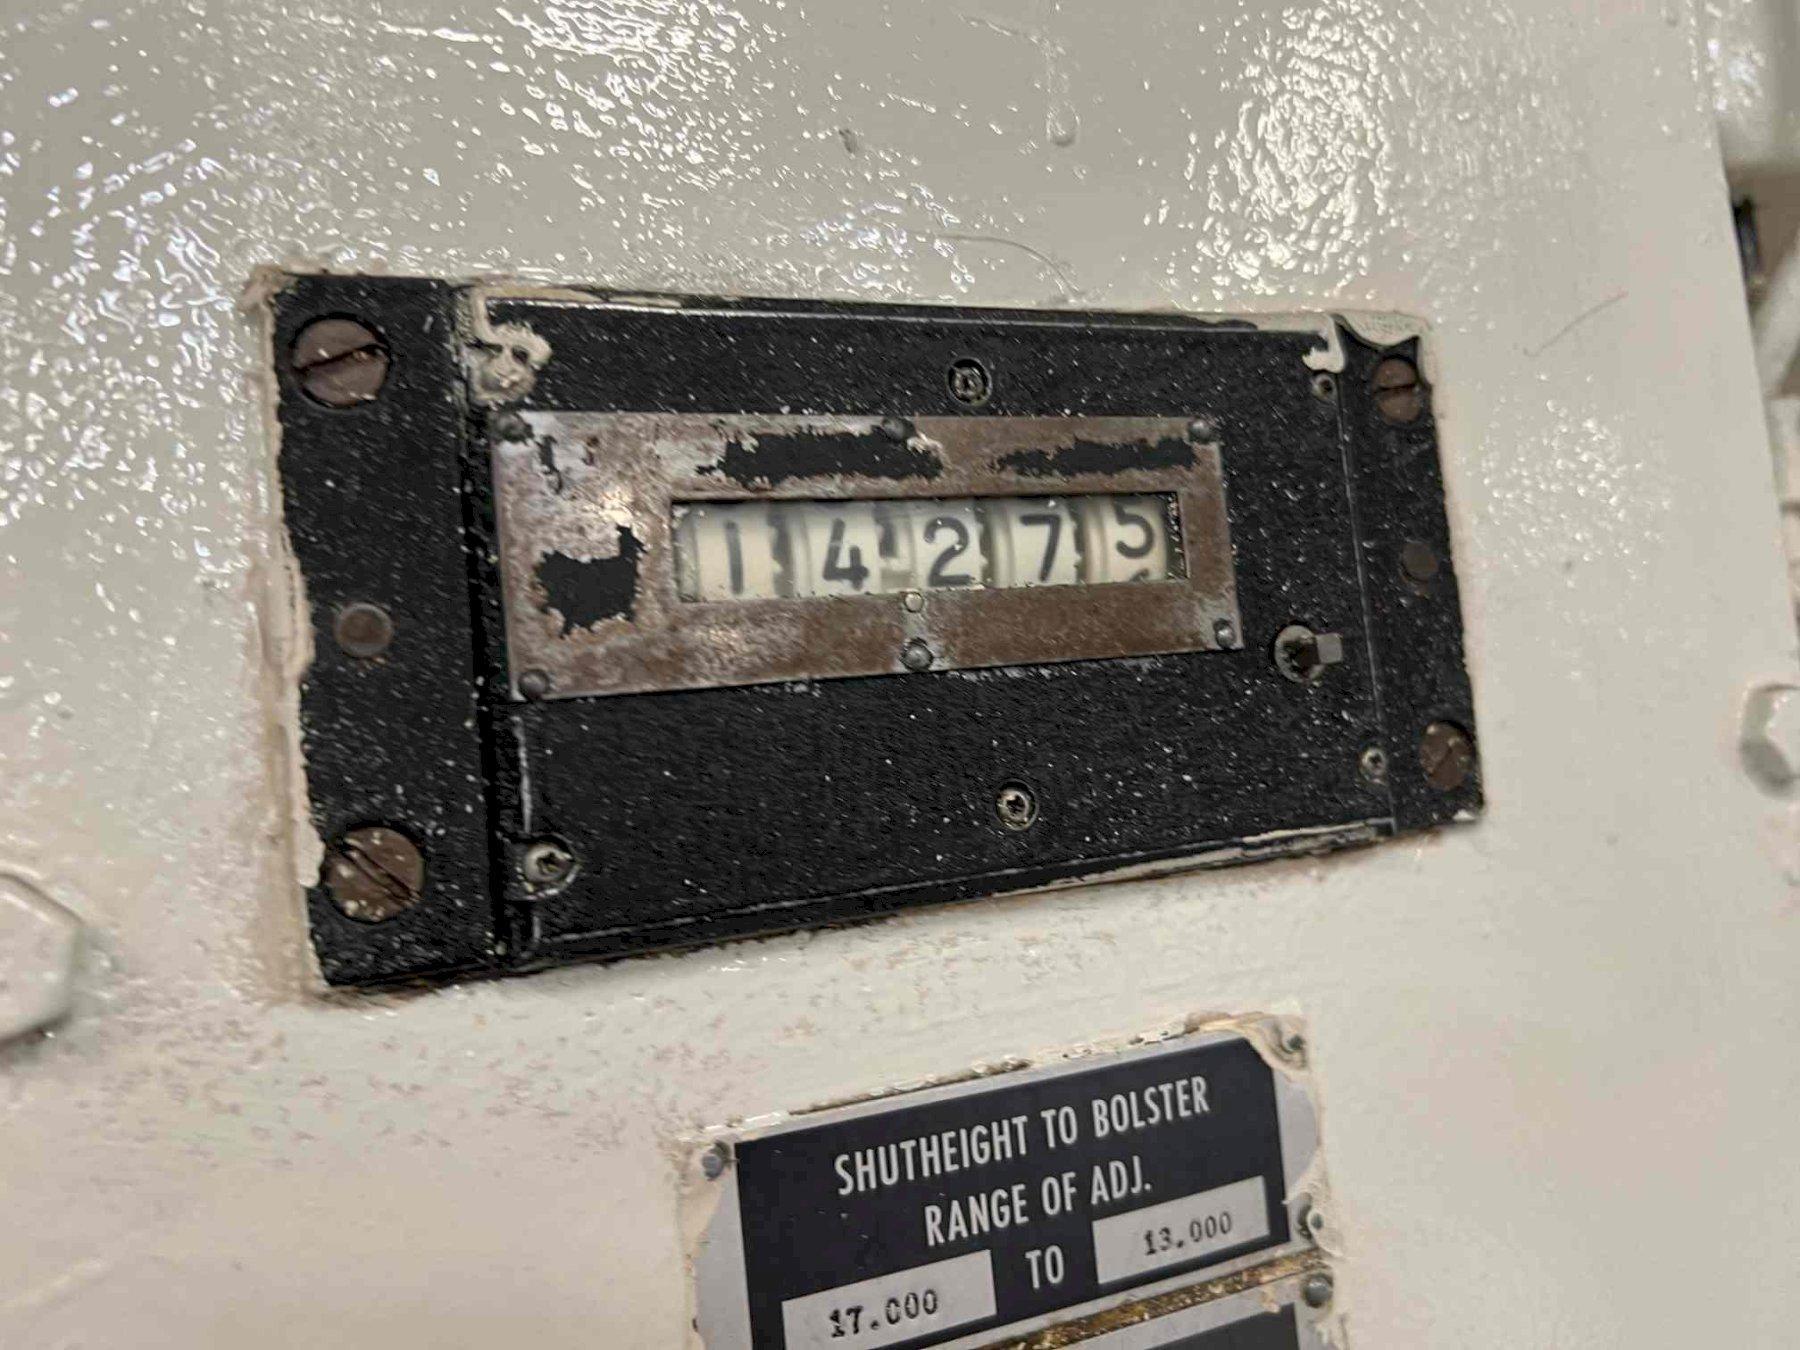 14275
SHUTHEIGHT TO BOLSTER
RANGE OF ADJ.
17.000 TO 13.000